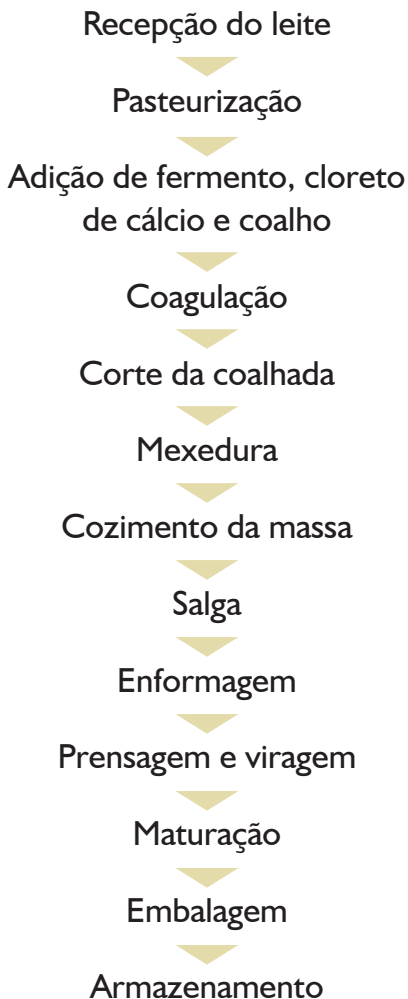 Recepção do leite
Pasteurização
Adição de fermento, cloreto
de cálcio e coalho
Coagulação
Corte da coalhada
Mexedura
Cozimento da massa
Salga
Enformagem
Prensagem e viragem
Maturação
Embalagem
Armazenamento